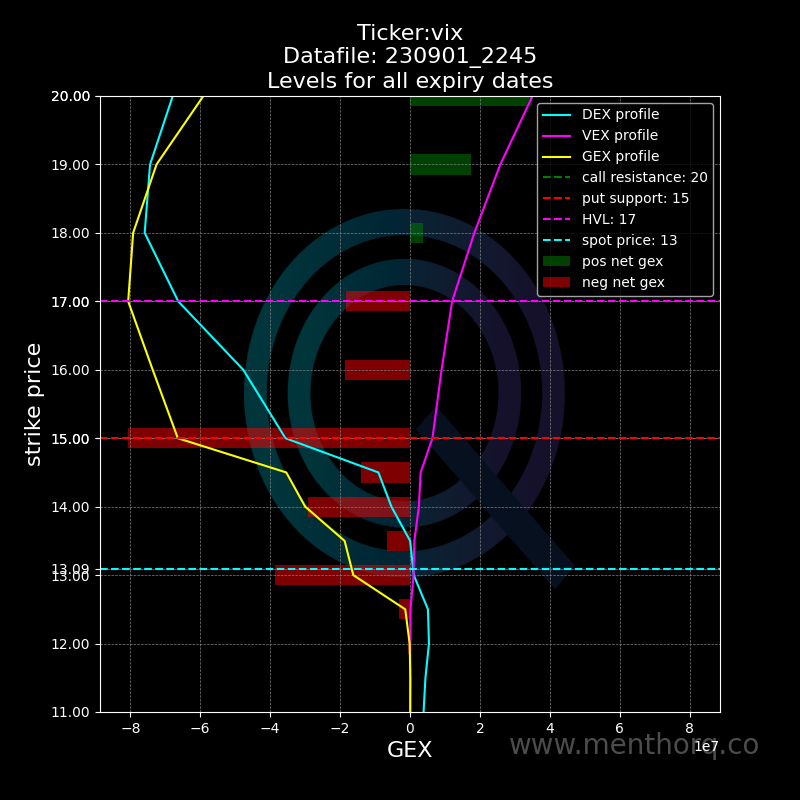 Ticker:vix
Datafile: 230901_2245
Levels for all expiry dates
DEX profile
VEX profile
GEX profile
call resistance: 20
put support: 15
HVL: 17
spot price: 13
pos net gex
neg net gex
strike price
20.00
19.00
18.00
17.00
16.00
15.00
14.00
13.09
13.00
12.00
11.00
−8 −6 −4 −2 0 2 4 6 8
1e7
GEX
www.menthorq.co